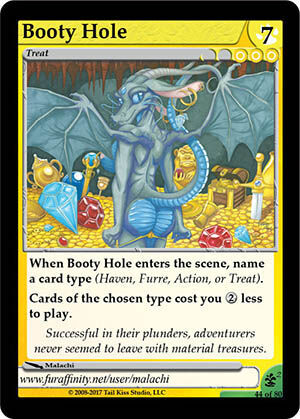 Booty Hole
7
Treat
When Booty Hole enters the scene, name
a card type (Haven, Furre, Action, or Treat).
Cards of the chosen type cost you 2 less
to play.
Successful in their plunders, adventurers
never seemed to leave with material treasures.
Malachi
www.furaffinity.net/user/malachi
44 of 80
© 2008-2017 Tail Kiss Studio, LLC